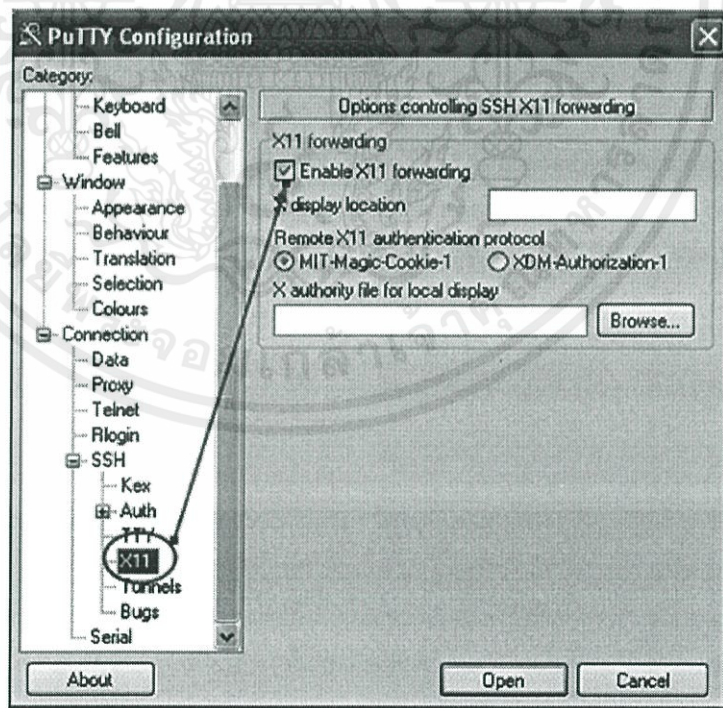 PuTTY Configuration
Category:
Keyboard
Bell
Features
Window
Appearance
Behaviour
Translation
Selection
Colours
Connection
Data
Proxy
Telnet
Rlogin
SSH
Kex
Auth
TTY
X11
Tunnels
Bugs
Serial
Options controlling SSH X11 forwarding
X11 forwarding
Enable X11 forwarding
X display location
Remote X11 authentication protocol
MIT-Magic-Cookie-1 XDM-Authorization-1
X authority file for local display
Browse...
About Open Cancel